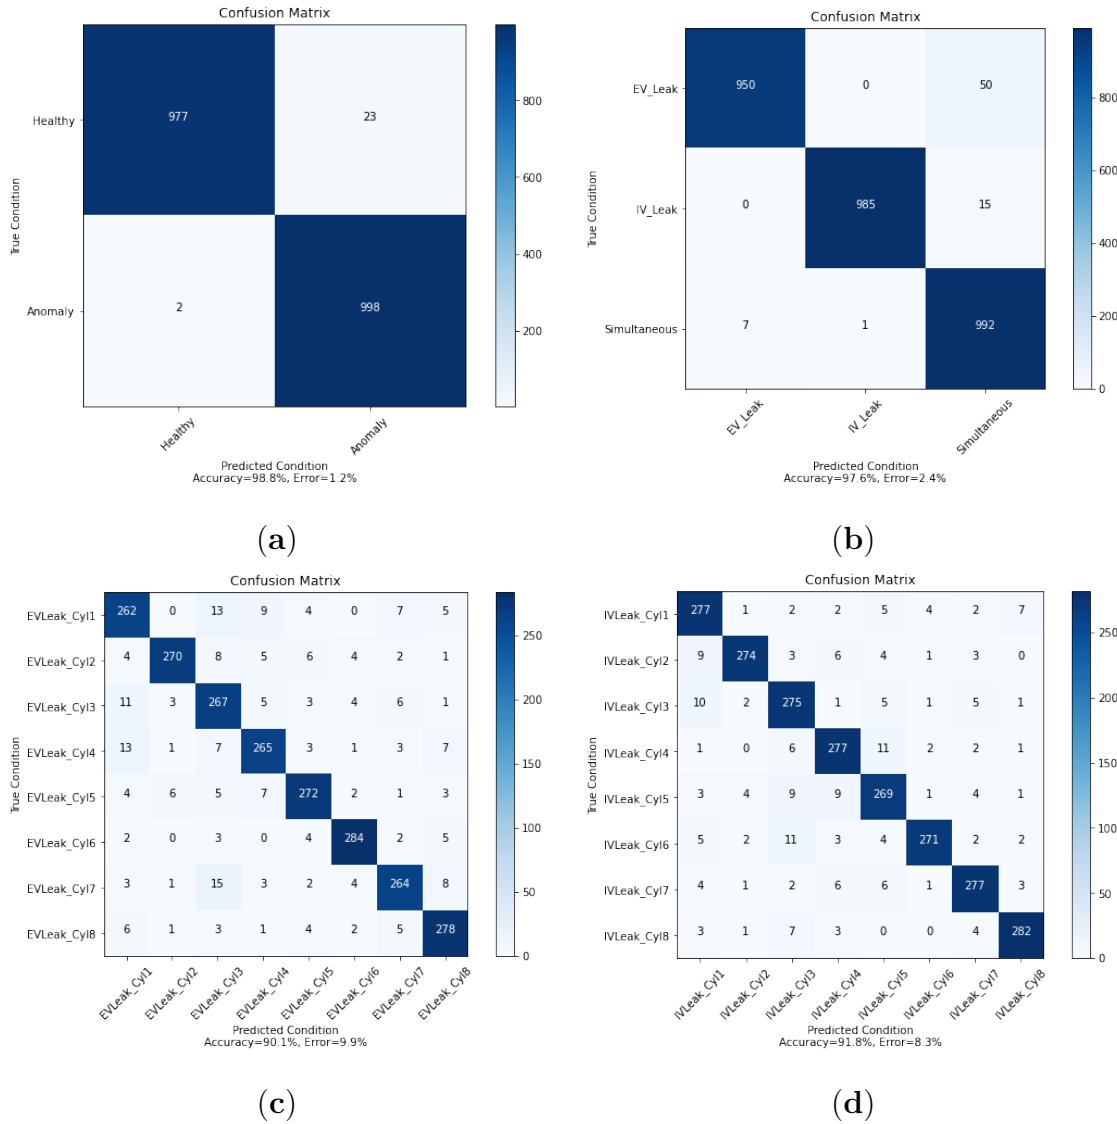 Confusion Matrix
Healthy 977 23
Anomaly 2 998
True Condition
800
600
400
200
Healthy Anomaly
Predicted Condition
Accuracy=98.8%, Error=1.2%
(a)
Confusion Matrix
EV_Leak 950 0 50
IV_Leak 0 985 15
Simultaneous 7 1 992
True Condition
800
600
400
200
0
EV_Leak IV_Leak Simultaneous
Predicted Condition
Accuracy=97.6%, Error=2.4%
(b)
Confusion Matrix
EVLeak_Cyl1 262 0 13 9 4 0 7 5
EVLeak_Cyl2 4 270 8 5 6 4 2 1
EVLeak_Cyl3 11 3 267 5 3 4 6 1
EVLeak_Cyl4 13 1 7 265 3 1 3 7
EVLeak_Cyl5 4 6 5 7 272 2 1 3
EVLeak_Cyl6 2 0 3 0 4 284 2 5
EVLeak_Cyl7 3 1 15 3 2 4 264 8
EVLeak_Cyl8 6 1 3 1 4 2 5 278
True Condition
250
200
150
100
50
0
EVLeak_Cyl1 EVLeak_Cyl2 EVLeak_Cyl3 EVLeak_Cyl4 EVLeak_Cyl5 EVLeak_Cyl6 EVLeak_Cyl7 EVLeak_Cyl8
Predicted Condition
Accuracy=90.1%, Error=9.9%
(c)
Confusion Matrix
IVLeak_Cyl1 277 1 2 2 5 4 2 7
IVLeak_Cyl2 9 274 3 6 4 1 3 0
IVLeak_Cyl3 10 2 275 1 5 1 5 1
IVLeak_Cyl4 1 0 6 277 11 2 2 1
IVLeak_Cyl5 3 4 9 9 269 1 4 1
IVLeak_Cyl6 5 2 11 3 4 271 2 2
IVLeak_Cyl7 4 1 2 6 6 1 277 3
IVLeak_Cyl8 3 1 7 3 0 0 4 282
True Condition
250
200
150
100
50
0
IVLeak_Cyl1 IVLeak_Cyl2 IVLeak_Cyl3 IVLeak_Cyl4 IVLeak_Cyl5 IVLeak_Cyl6 IVLeak_Cyl7 IVLeak_Cyl8
Predicted Condition
Accuracy=91.8%, Error=8.3%
(d)